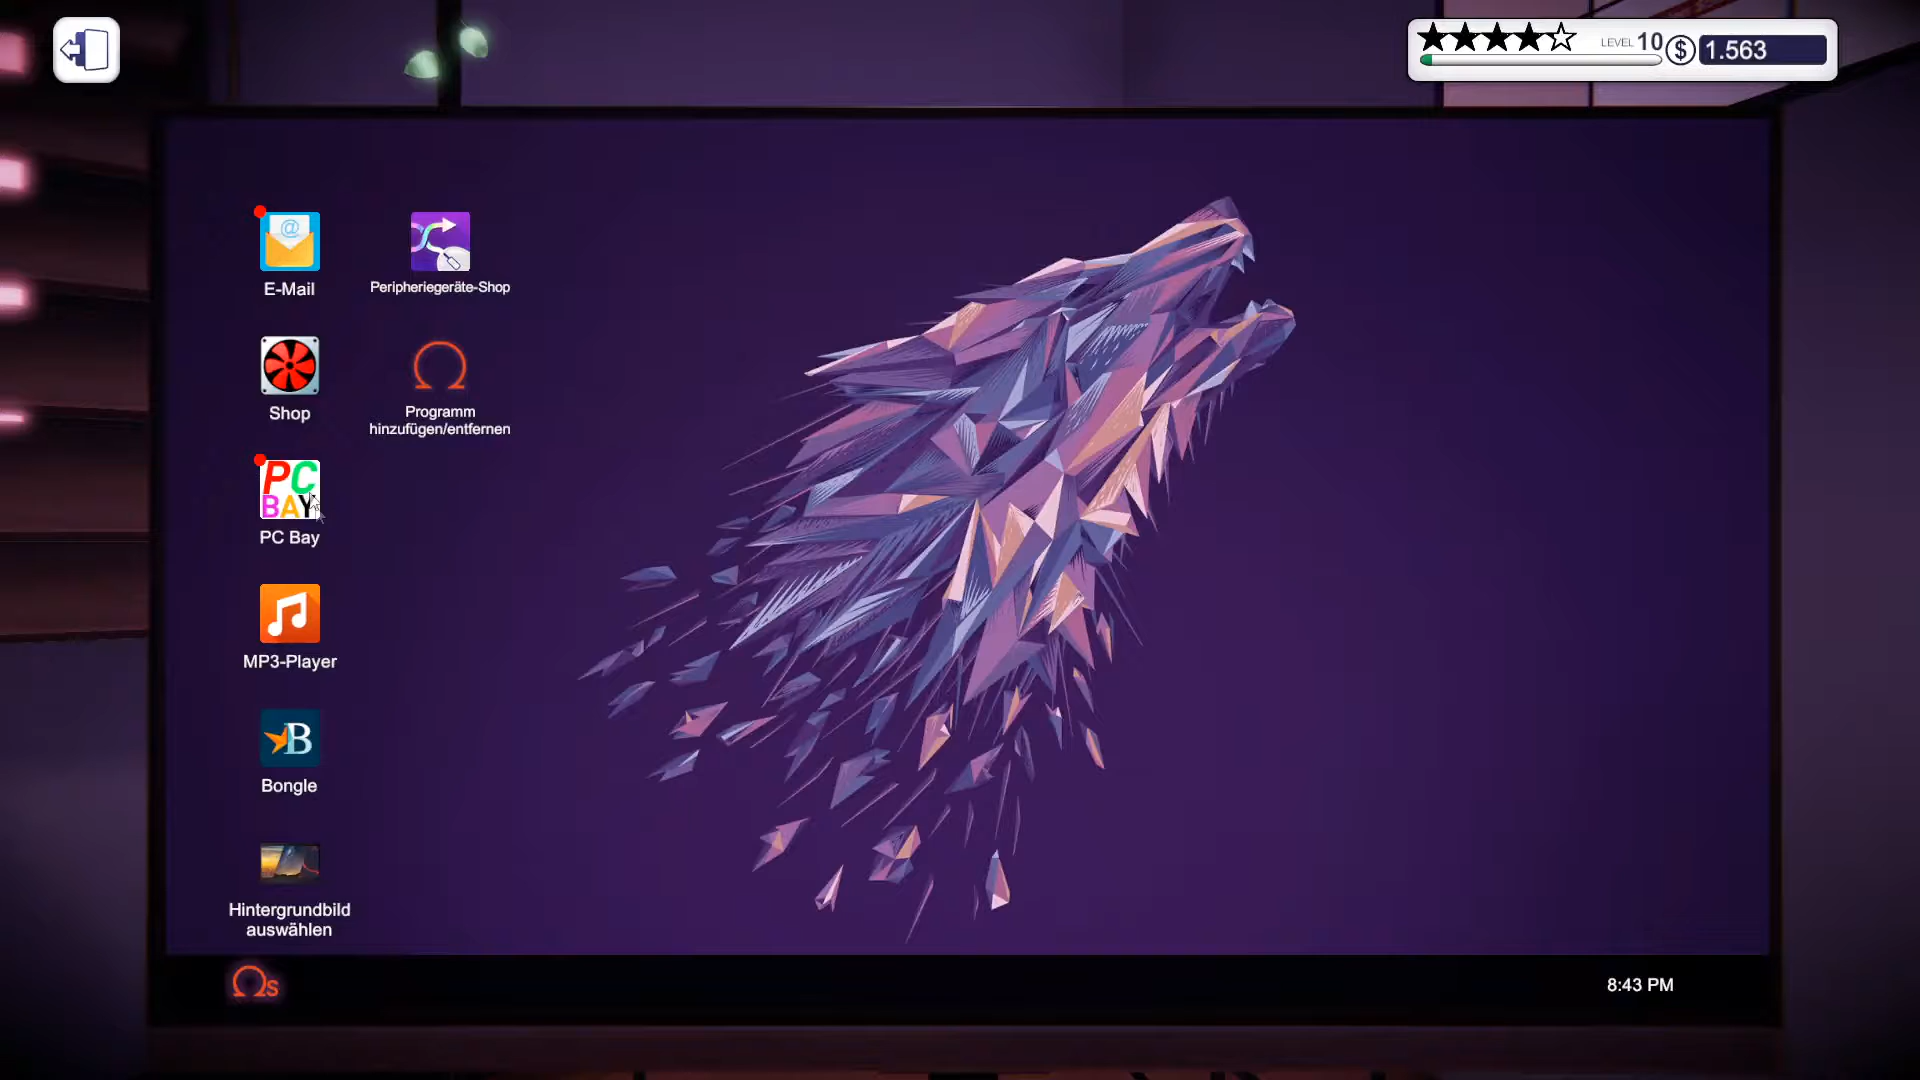 LEVEL 10
$ 1.563
@
E-Mail
Peripheriegeräte-Shop
Shop
Programm
hinzufügen/entfernen
PC
BAY
PC Bay
MP3-Player
B
Bongle
Hintergrundbild
auswählen
Ωs
8:43 PM